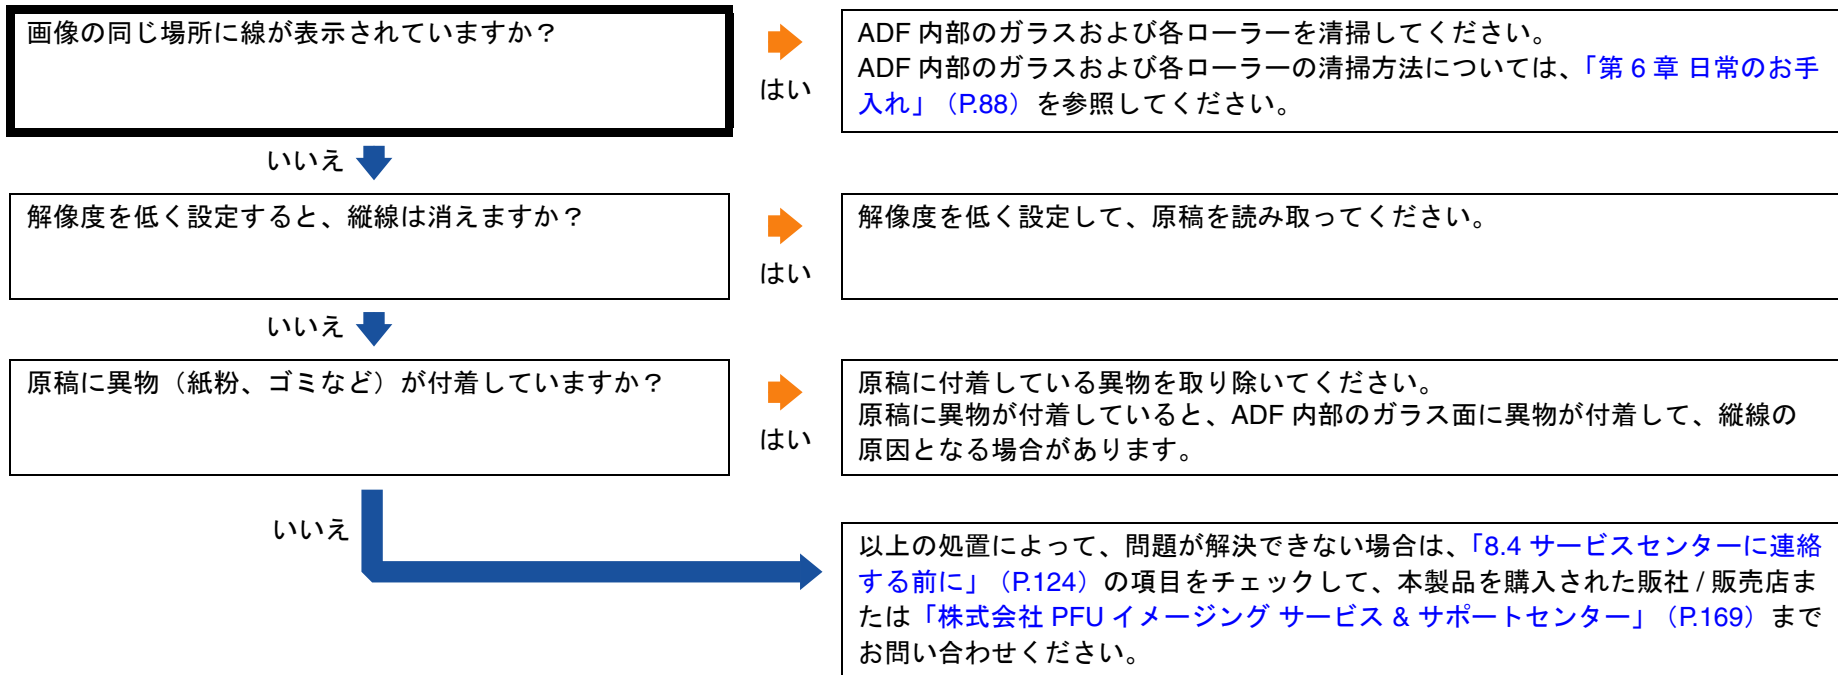 画像の同じ場所に線が表示されていますか？
はい
ADF 内部のガラスおよび各ローラーを清掃してください。
ADF 内部のガラスおよび各ローラーの清掃方法については、「第 6 章 日常のお手
入れ」（P.88）を参照してください。
いいえ
解像度を低く設定すると、縦線は消えますか？
はい
解像度を低く設定して、原稿を読み取ってください。
いいえ
原稿に異物（紙粉、ゴミなど）が付着していますか？
はい
原稿に付着している異物を取り除いてください。
原稿に異物が付着していると、ADF 内部のガラス面に異物が付着して、縦線の
原因となる場合があります。
いいえ
以上の処置によって、問題が解決できない場合は、「8.4 サービスセンターに連絡
する前に」（P.124）の項目をチェックして、本製品を購入された販社 / 販売店ま
たは「株式会社 PFU イメージング サービス & サポートセンター」（P.169）まで
お問い合わせください。